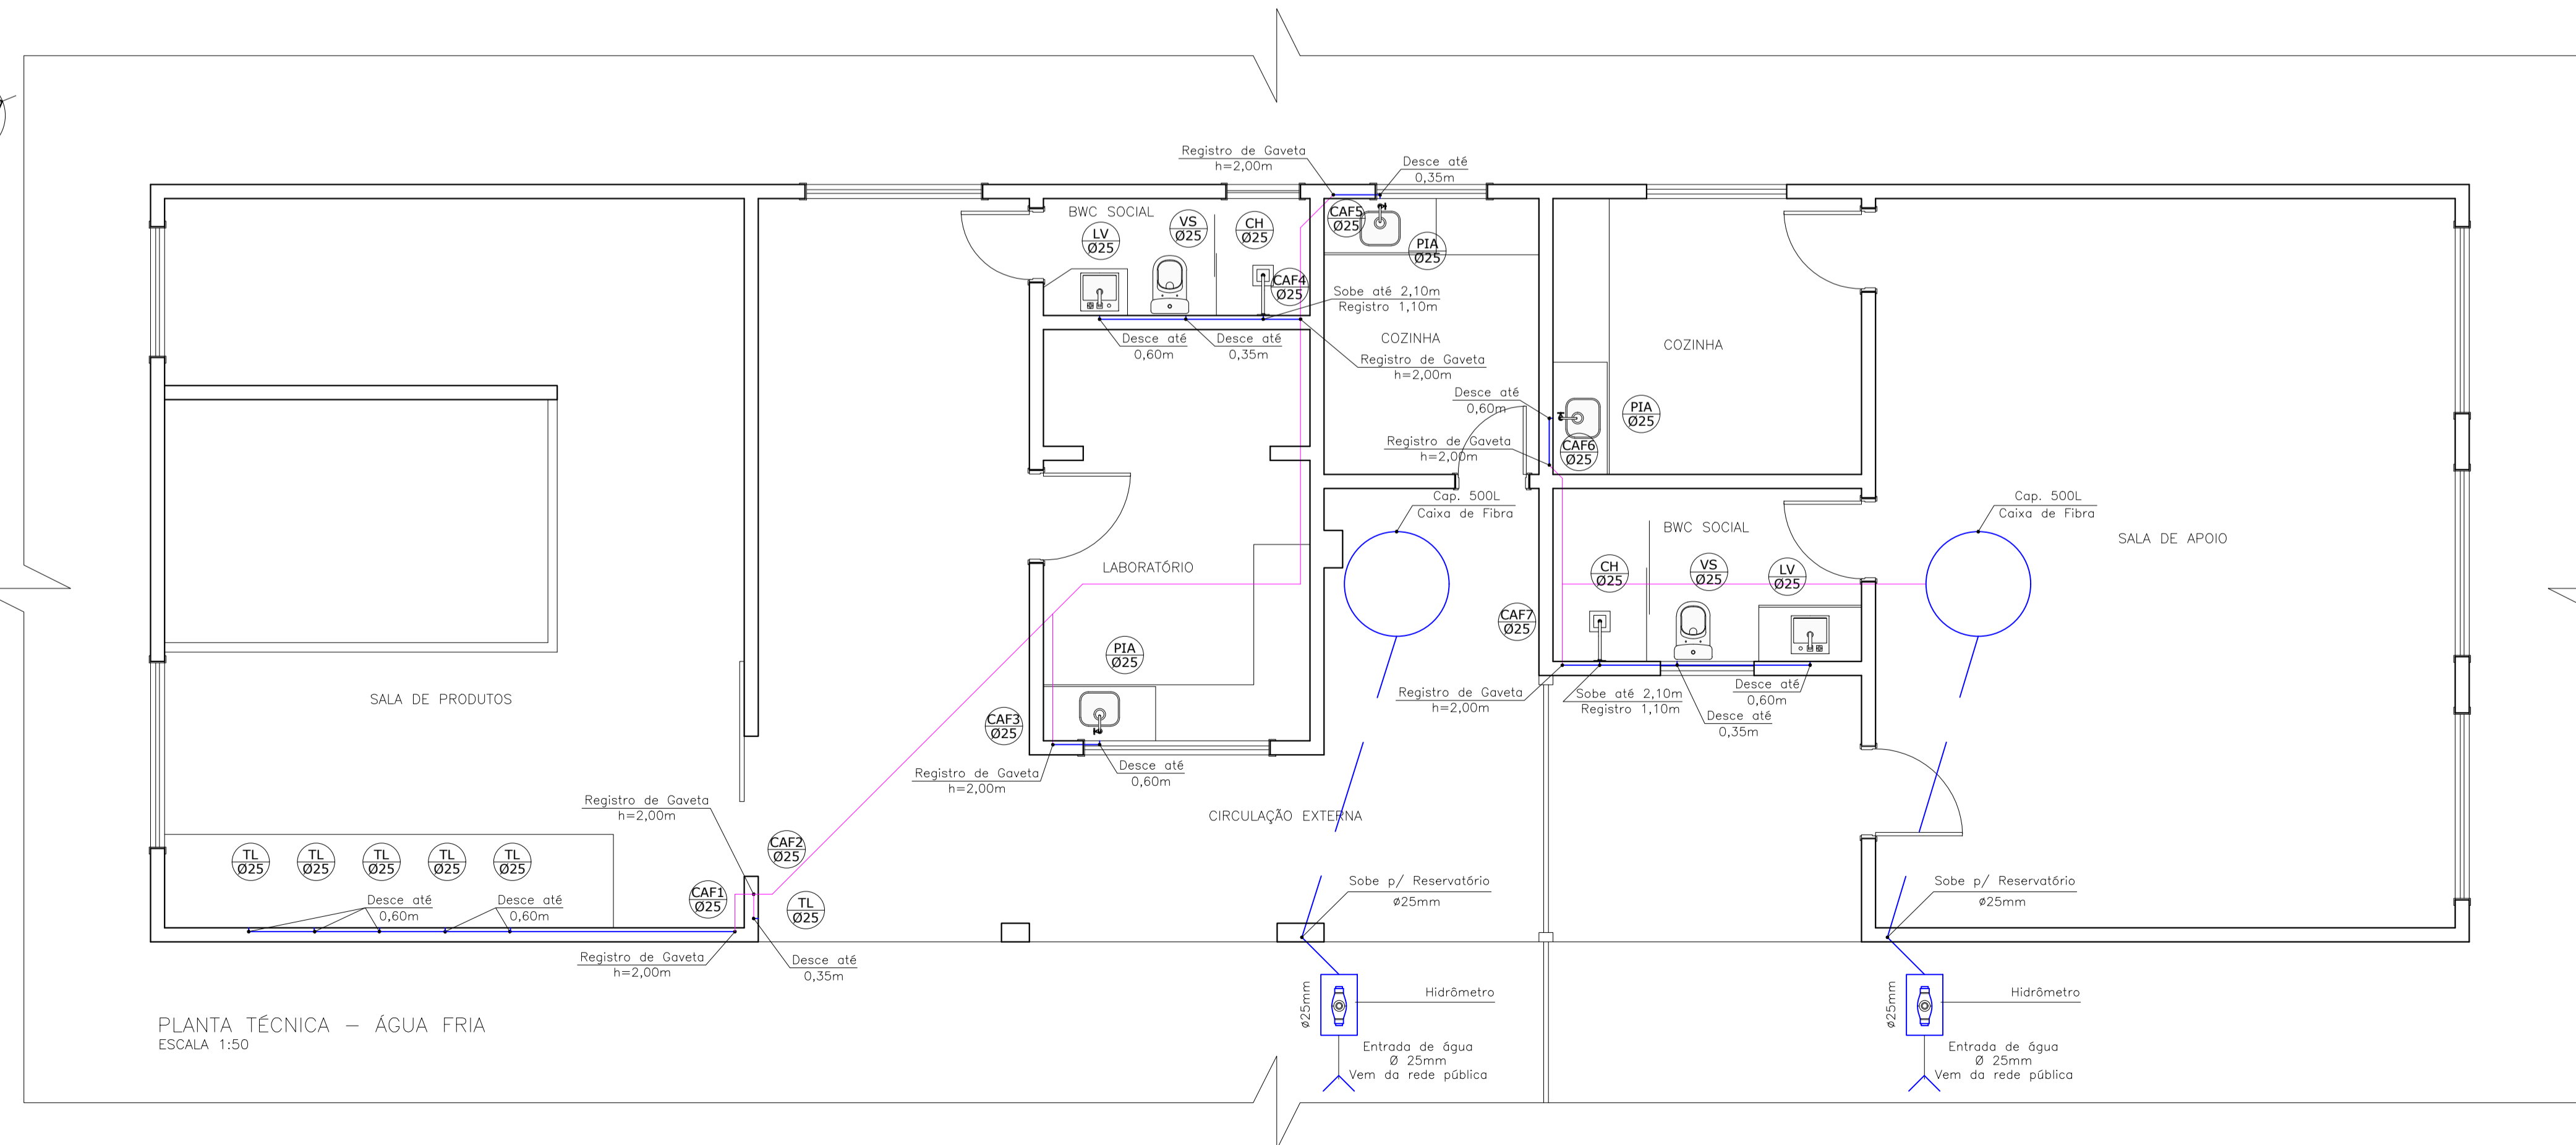 Registro de Gaveta
h=2,00m
Desce até
0,35m
BWC SOCIAL
LV
Ø25
VS
Ø25
CH
Ø25
CAF4
Ø25
CAF5
Ø25
PIA
Ø25
Sobe até 2,10m
Registro 1,10m
Desce até
0,60m
Desce até
0,35m
Registro de Gaveta
h=2,00m
COZINHA
COZINHA
Desce até
0,60m
Registro de Gaveta
h=2,00m
PIA
Ø25
CAF6
Ø25
Cap. 500L
Caixa de Fibra
Cap. 500L
Caixa de Fibra
BWC SOCIAL
SALA DE APOIO
LABORATÓRIO
CH
Ø25
VS
Ø25
LV
Ø25
CAF7
Ø25
PIA
Ø25
SALA DE PRODUTOS
Registro de Gaveta
h=2,00m
Sobe até 2,10m
Registro 1,10m
Desce até
0,60m
Desce até
0,35m
CAF3
Ø25
Registro de Gaveta
h=2,00m
Desce até
0,60m
Registro de Gaveta
h=2,00m
CIRCULAÇÃO EXTERNA
CAF2
Ø25
TL
Ø25
TL
Ø25
TL
Ø25
TL
Ø25
TL
Ø25
Desce até
0,60m
Desce até
0,60m
CAF1
Ø25
TL
Ø25
Sobe p/ Reservatório
ø25mm
Sobe p/ Reservatório
ø25mm
Registro de Gaveta
h=2,00m
Desce até
0,35m
ø25mm
Hidrômetro
ø25mm
Hidrômetro
PLANTA TÉCNICA – ÁGUA FRIA
ESCALA 1:50
Entrada de água
Ø 25mm
Vem da rede pública
Entrada de água
Ø 25mm
Vem da rede pública